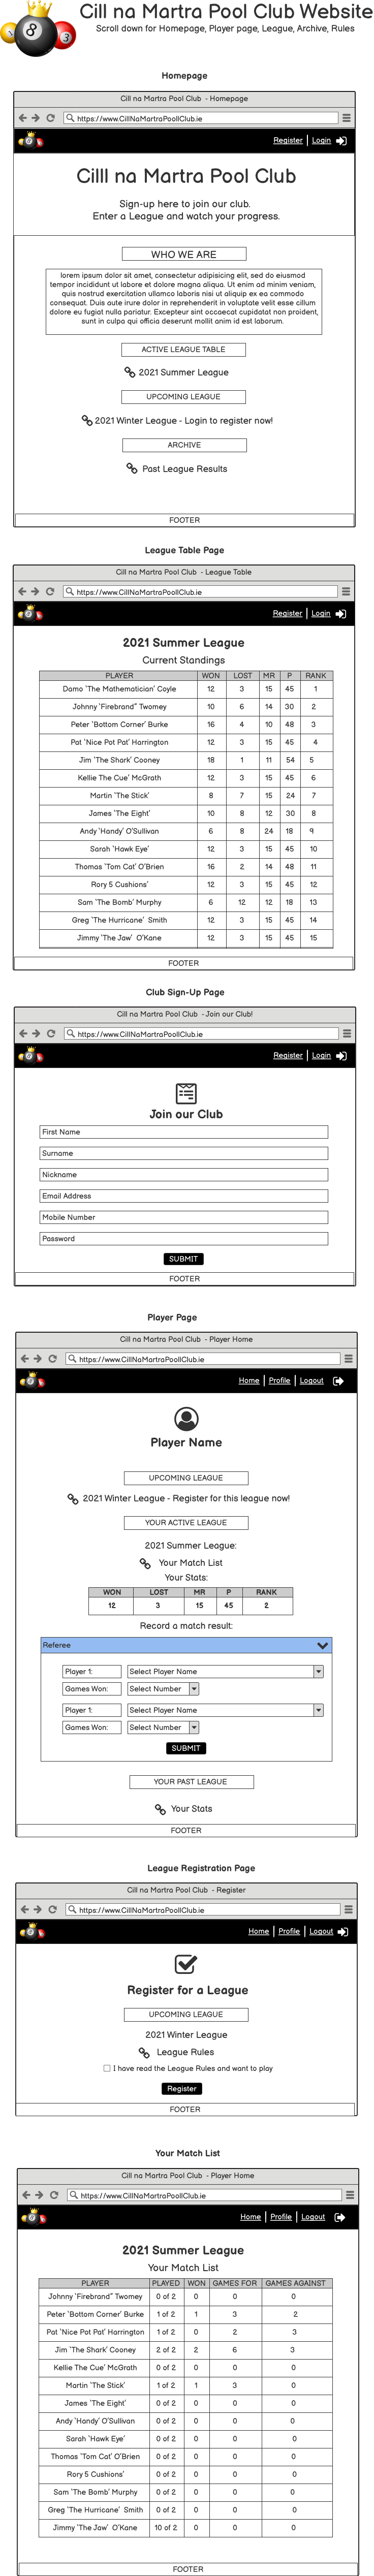 Cill na Martra Pool Club Website
Scroll down for Homepage, Player page, League, Archive, Rules
8
3
Homepage
Cill na Martra Pool Club - Homepage
https://www.CillNaMartraPoollClub.ie
Register Login
Cilll na Martra Pool Club
Sign-up here to join our club.
Enter a League and watch your progress.
WHO WE ARE
lorem ipsum dolor sit amet, consectetur adipisicing elit, sed do eiusmod
tempor incididunt ut labore et dolore magna aliqua. Ut enim ad minim veniam,
quis nostrud exercitation ullamco laboris nisi ut aliquip ex ea commodo
consequat. Duis aute irure dolor in reprehenderit in voluptate velit esse cillum
dolore eu fugiat nulla pariatur. Excepteur sint occaecat cupidatat non proident,
sunt in culpa qui officia deserunt mollit anim id est laborum.
ACTIVE LEAGUE TABLE
2021 Summer League
UPCOMING LEAGUE
2021 Winter League - Login to register now!
ARCHIVE
Past League Results
FOOTER
League Table Page
Cill na Martra Pool Club - League Table
https://www.CillNaMartraPoollClub.ie
Register Login
2021 Summer League
Current Standings
PLAYER WON LOST MR P RANK
Damo 'The Mathematician' Coyle 12 3 15 45 1
Johnny 'Firebrand" Twomey 10 6 14 30 2
Peter 'Bottom Corner' Burke 16 4 10 48 3
Pat 'Nice Pot Pat' Harrington 12 3 15 45 4
Jim 'The Shark' Cooney 18 1 11 54 5
Kellie The Cue' McGrath 12 3 15 45 6
Martin 'The Stick' 8 7 15 24 7
James 'The Eight' 10 8 12 30 8
Andy 'Handy' O'Sullivan 6 8 24 18 9
Sarah 'Hawk Eye' 12 3 15 45 10
Thomas 'Tom Cat' O'Brien 16 2 14 48 11
Rory 5 Cushions' 12 3 15 45 12
Sam 'The Bomb' Murphy 6 12 12 18 13
Greg 'The Hurricane' Smith 12 3 15 45 14
Jimmy 'The Jaw' O'Kane 12 3 15 45 15
FOOTER
Club Sign-Up Page
Cill na Martra Pool Club - Join our Club!
https://www.CillNaMartraPoollClub.ie
Register Login
Join our Club
First Name
Surname
Nickname
Email Address
Mobile Number
Password
SUBMIT
FOOTER
Player Page
Cill na Martra Pool Club - Player Home
https://www.CillNaMartraPoollClub.ie
Home Profile Logout
Player Name
UPCOMING LEAGUE
2021 Winter League - Register for this league now!
YOUR ACTIVE LEAGUE
2021 Summer League:
Your Match List
Your Stats:
WON LOST MR P RANK
12 3 15 45 2
Record a match result:
Referee
Player 1: Select Player Name
Games Won: Select Number
Player 1: Select Player Name
Games Won: Select Number
SUBMIT
YOUR PAST LEAGUE
Your Stats
FOOTER
League Registration Page
Cill na Martra Pool Club - Register
https://www.CillNaMartraPoollClub.ie
Home Profile Logout
Register for a League
UPCOMING LEAGUE
2021 Winter League
League Rules
I have read the League Rules and want to play
Register
FOOTER
Your Match List
Cill na Martra Pool Club - Player Home
https://www.CillNaMartraPoollClub.ie
Home Profile Logout
2021 Summer League
Your Match List
PLAYER PLAYED WON GAMES FOR GAMES AGAINST
Johnny 'Firebrand" Twomey 0 of 2 0 0 0
Peter 'Bottom Corner' Burke 1 of 2 1 3 2
Pat 'Nice Pot Pat' Harrington 1 of 2 0 2 3
Jim 'The Shark' Cooney 2 of 2 2 6 3
Kellie The Cue' McGrath 0 of 2 0 0 0
Martin 'The Stick' 1 of 2 1 3 0
James 'The Eight' 0 of 2 0 0 0
Andy 'Handy' O'Sullivan 0 of 2 0 0 0
Sarah 'Hawk Eye' 0 of 2 0 0 0
Thomas 'Tom Cat' O'Brien 0 of 2 0 0 0
Rory 5 Cushions' 0 of 2 0 0 0
Sam 'The Bomb' Murphy 0 of 2 0 0 0
Greg 'The Hurricane' Smith 0 of 2 0 0 0
Jimmy 'The Jaw' O'Kane 10 of 2 0 0 0
FOOTER